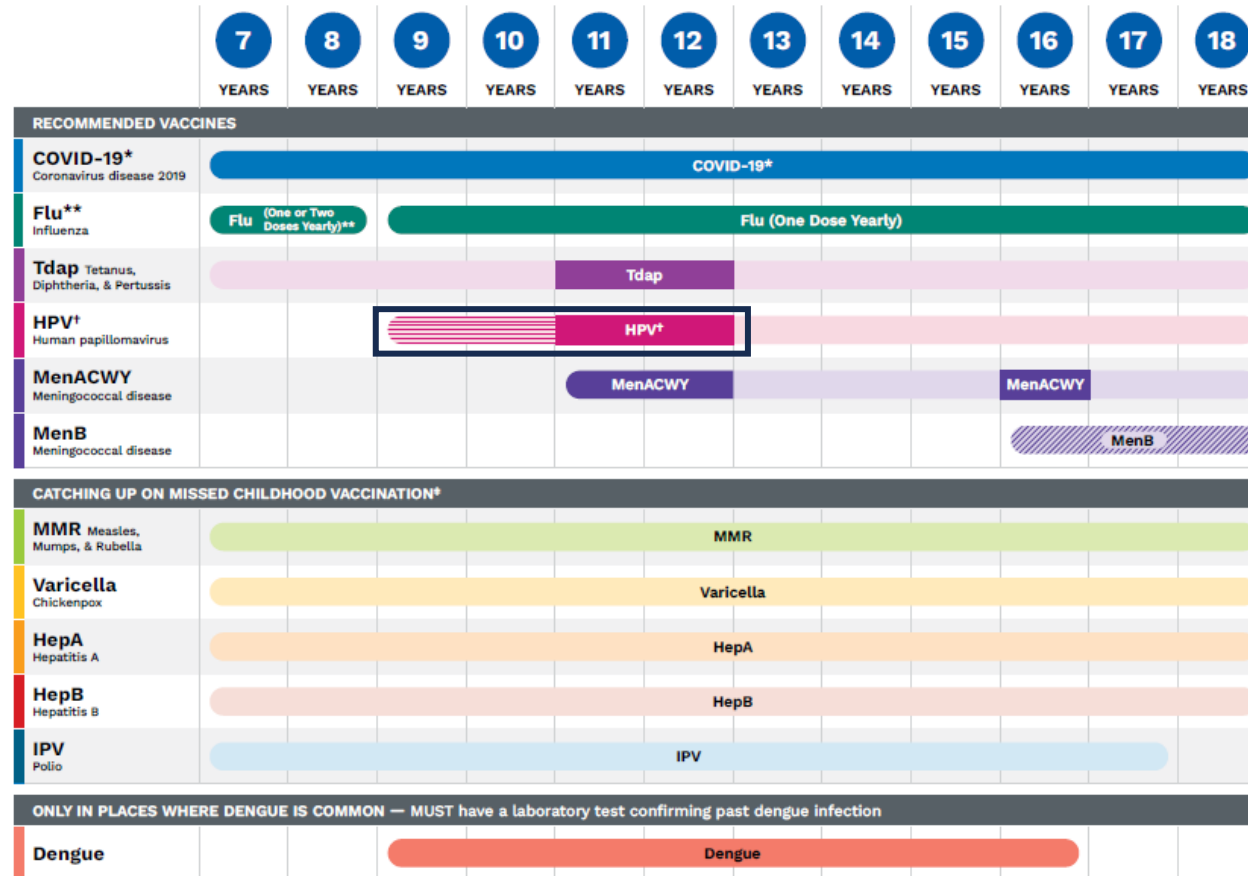 7 8 9 10 11 12 13 14 15 16 17 18
YEARS YEARS YEARS YEARS YEARS YEARS YEARS YEARS YEARS YEARS YEARS YEARS
RECOMMENDED VACCINES
COVID-19*
Coronavirus disease 2019
COVID-19*
Flu**
Influenza
Flu (One or Two
Doses Yearly)**
Flu (One Dose Yearly)
Tdap Tetanus,
Diphtheria, & Pertussis
Tdap
HPV†
Human papillomavirus
HPV†
MenACWY
Meningococcal disease
MenACWY
MenACWY
MenB
Meningococcal disease
MenB
CATCHING UP ON MISSED CHILDHOOD VACCINATION‡
MMR Measles,
Mumps, & Rubella
MMR
Varicella
Chickenpox
Varicella
HepA
Hepatitis A
HepA
HepB
Hepatitis B
HepB
IPV
Polio
IPV
ONLY IN PLACES WHERE DENGUE IS COMMON — MUST have a laboratory test confirming past dengue infection
Dengue
Dengue